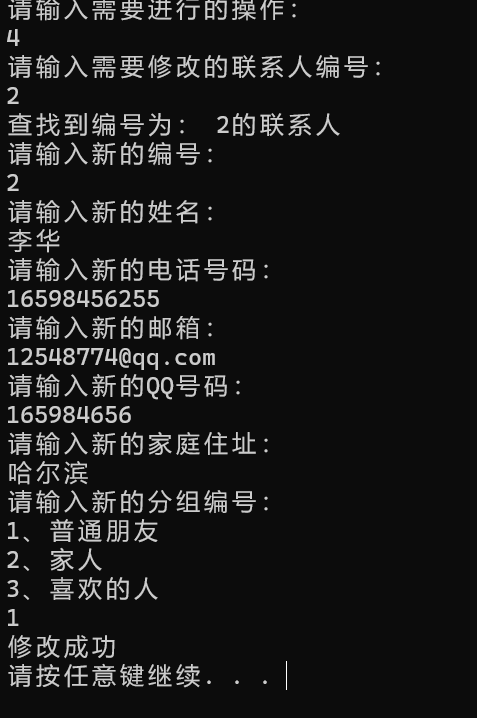 请输入需要进行的操作：
4
请输入需要修改的联系人编号：
2
查找到编号为： 2的联系人
请输入新的编号：
2
请输入新的姓名：
李华
请输入新的电话号码：
16598456255
请输入新的邮箱：
12548774@qq.com
请输入新的QQ号码：
165984656
请输入新的家庭住址：
哈尔滨
请输入新的分组编号：
1、普通朋友
2、家人
3、喜欢的人
1
修改成功
请按任意键继续. . .